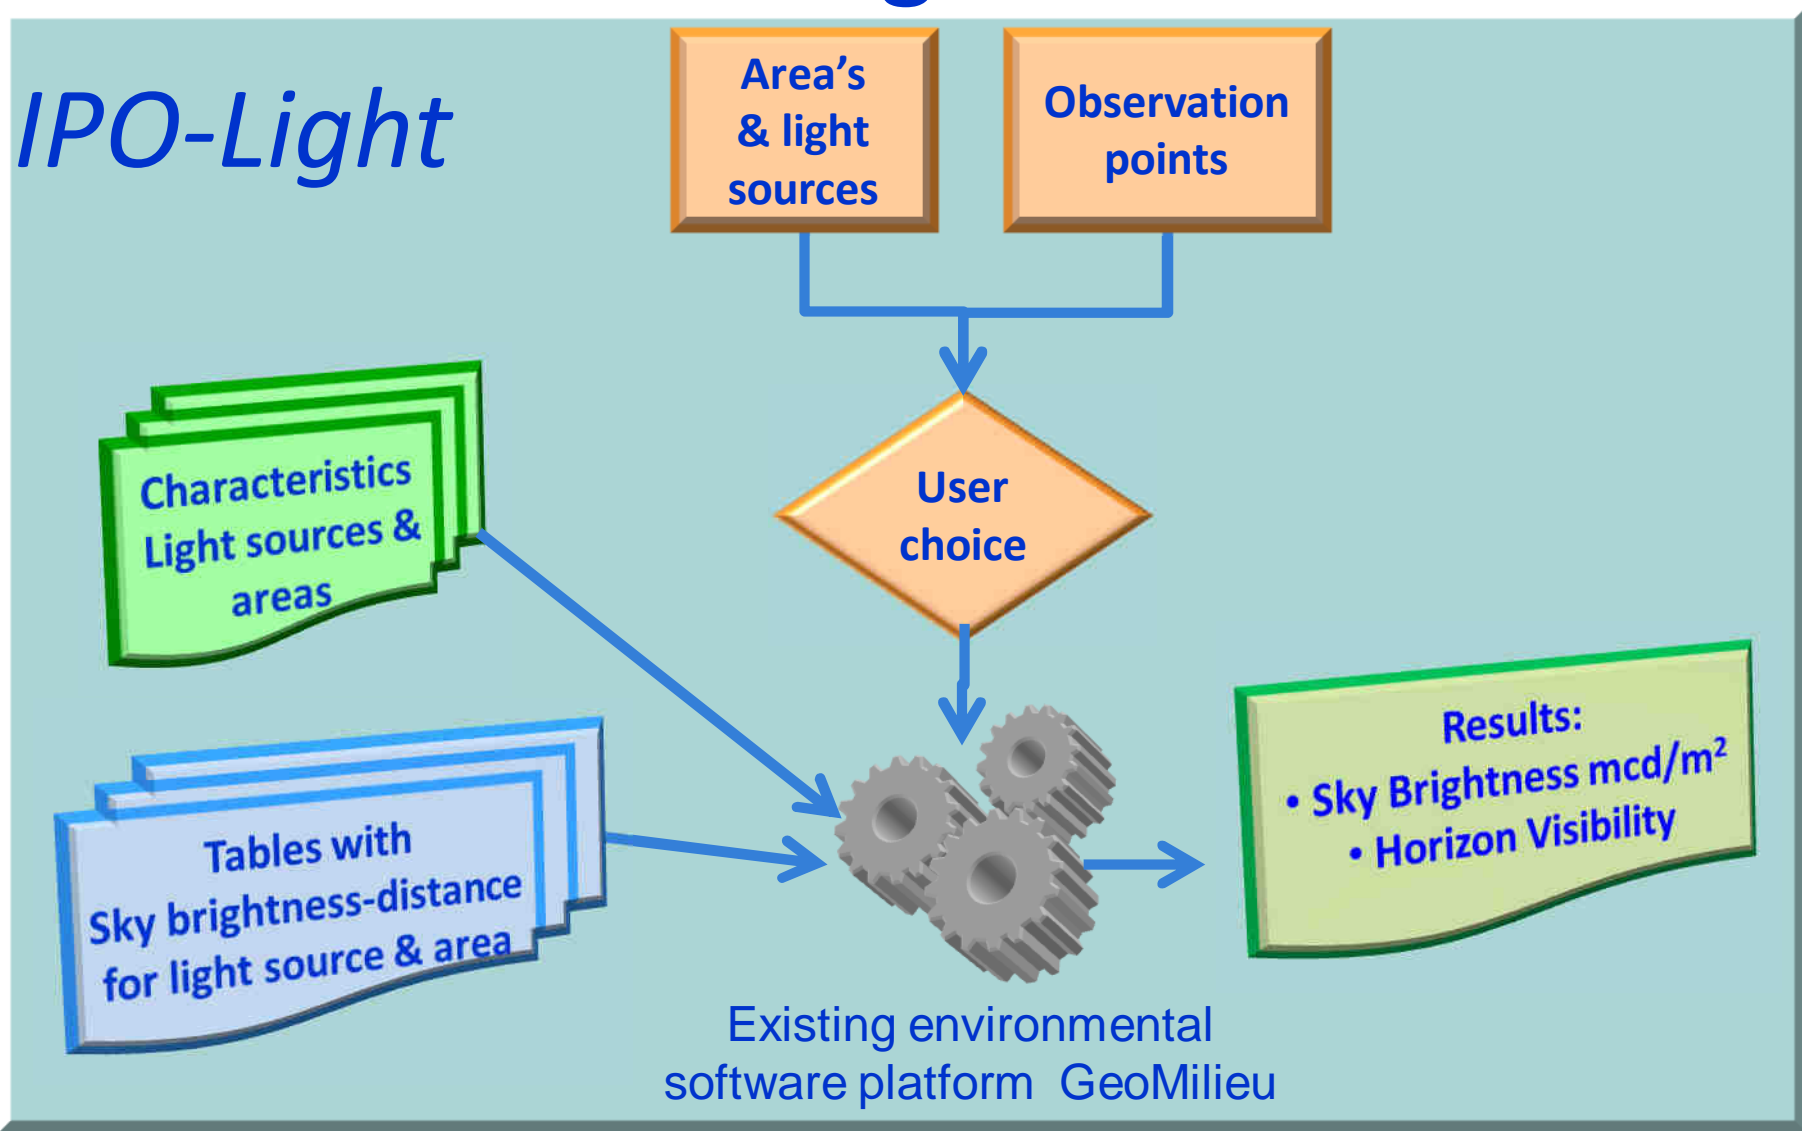 IPO-Light
Area's
& light
sources
Observation
points
User
choice
Characteristics
Light sources &
areas
Tables with
Sky brightness-distance
for light source & area
Results:
• Sky Brightness mcd/m²
• Horizon Visibility
Existing environmental
software platform GeoMilieu